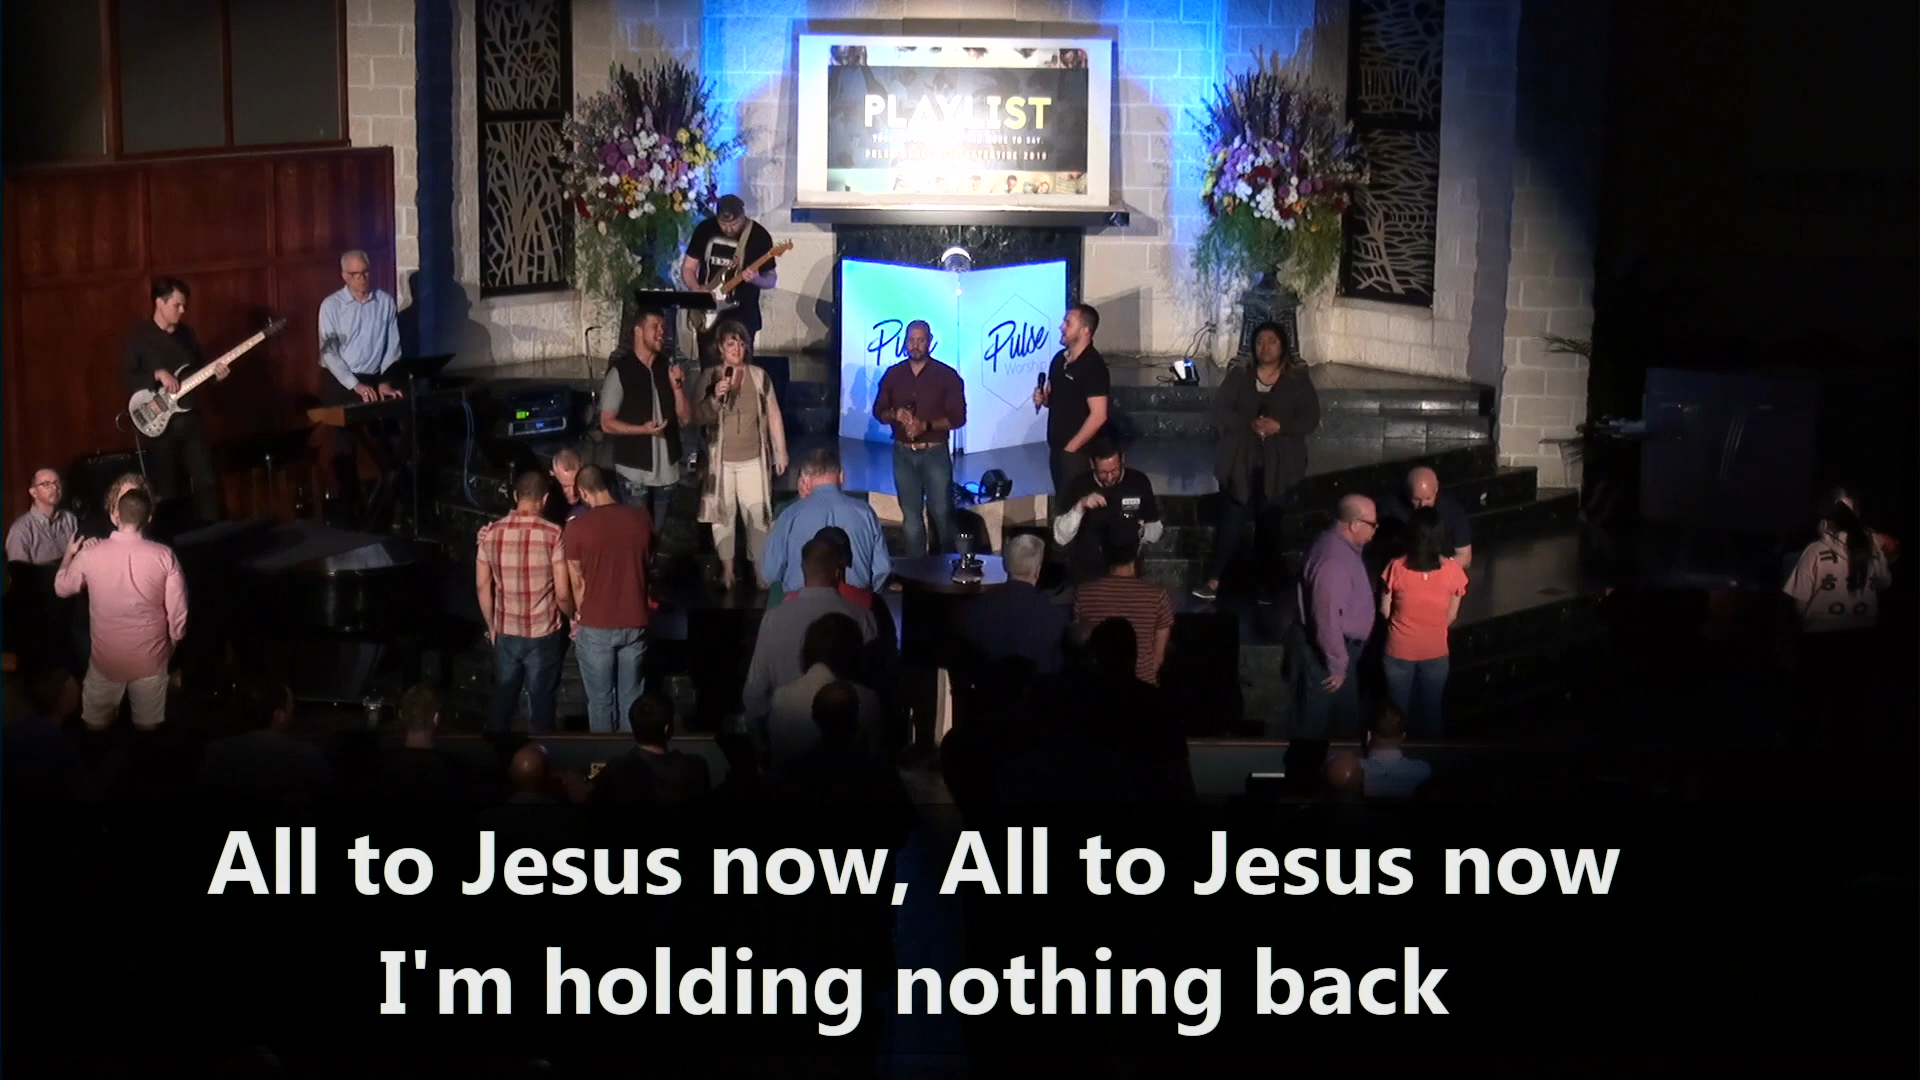 PLAYLIST
Pulse
Pulse
Worship
All to Jesus now, All to Jesus now
I'm holding nothing back